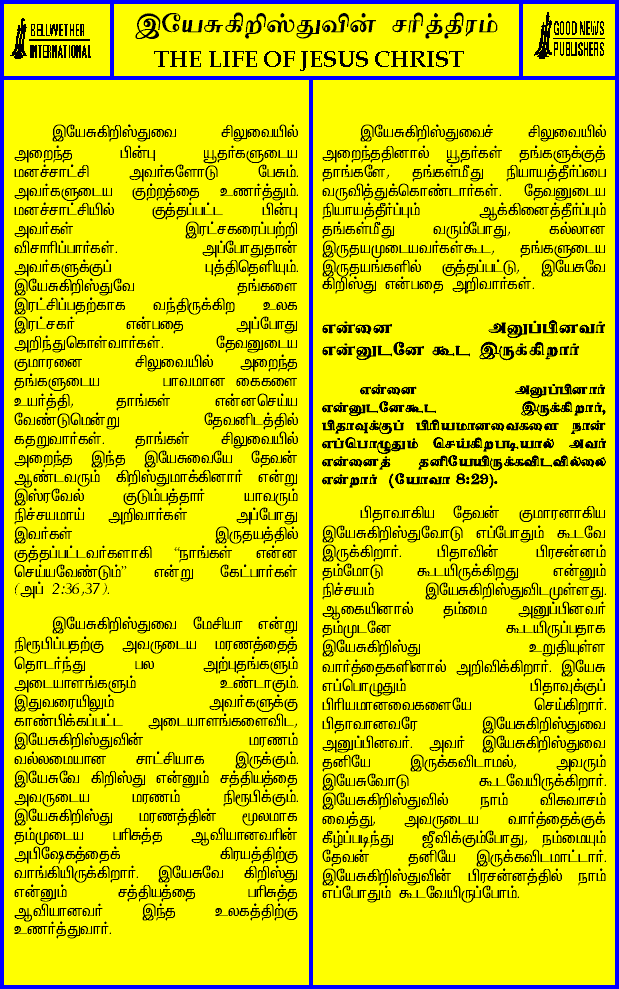 BELLWETHER
INTERNATIONAL
இயேசுகிறிஸ்துவின் சரித்திரம்
THE LIFE OF JESUS CHRIST
GOOD NEWS
PUBLISHERS
இயேசுகிறிஸ்துவை சிலுவையில்
அறைந்த பின்பு யூதர்களுடைய
மனச்சாட்சி அவர்களோடு பேசும்.
அவர்களுடைய குற்றத்தை உணர்த்தும்.
மனச்சாட்சியில் குத்தப்பட்ட பின்பு
அவர்கள் இரட்சகரைப்பற்றி
விசாரிப்பார்கள். அப்போதுதான்
அவர்களுக்குப் புத்திதெளியும்.
இயேசுகிறிஸ்துவே தங்களை
இரட்சிப்பதற்காக வந்திருக்கிற உலக
இரட்சகர் என்பதை அப்போது
அறிந்துகொள்வார்கள். தேவனுடைய
குமாரனை சிலுவையில் அறைந்த
தங்களுடைய பாவமான கைகளை
உயர்த்தி, தாங்கள் என்னசெய்ய
வேண்டுமென்று தேவனிடத்தில்
கதறுவார்கள். தாங்கள் சிலுவையில்
அறைந்த இந்த இயேசுவையே தேவன்
ஆண்டவரும் கிறிஸ்துமாக்கினார் என்று
இஸ்ரவேல் குடும்பத்தார் யாவரும்
நிச்சயமாய் அறிவார்கள் அப்போது
இவர்கள் இருதயத்தில்
குத்தப்பட்டவர்களாகி "நாங்கள் என்ன
செய்யவேண்டும்" என்று கேட்பார்கள்
(அப் 2:36,37).
இயேசுகிறிஸ்துவை மேசியா என்று
நிரூபிப்பதற்கு அவருடைய மரணத்தைத்
தொடர்ந்து பல அற்புதங்களும்
அடையாளங்களும் உண்டாகும்.
இதுவரையிலும் அவர்களுக்கு
காண்பிக்கப்பட்ட அடையாளங்களைவிட,
இயேசுகிறிஸ்துவின் மரணம்
வல்லமையான சாட்சியாக இருக்கும்.
இயேசுவே கிறிஸ்து என்னும் சத்தியத்தை
அவருடைய மரணம் நிரூபிக்கும்.
இயேசுகிறிஸ்து மரணத்தின் மூலமாக
தம்முடைய பரிசுத்த ஆவியானவரின்
அபிஷேகத்தைக் கிரயத்திற்கு
வாங்கியிருக்கிறார். இயேசுவே கிறிஸ்து
என்னும் சத்தியத்தை பரிசுத்த
ஆவியானவர் இந்த உலகத்திற்கு
உணர்த்துவார்.
இயேசுகிறிஸ்துவைச் சிலுவையில்
அறைந்ததினால் யூதர்கள் தங்களுக்குத்
தாங்களே, தங்கள்மீது நியாயத்தீர்ப்பை
வருவித்துக்கொண்டார்கள். தேவனுடைய
நியாயத்தீர்ப்பும் ஆக்கினைத்தீர்ப்பும்
தங்கள்மீது வரும்போது, கல்லான
இருதயமுடையவர்கள்கூட, தங்களுடைய
இருதயங்களில் குத்தப்பட்டு, இயேசுவே
கிறிஸ்து என்பதை அறிவார்கள்.
என்னை அனுப்பினவர்
என்னுடனே கூட இருக்கிறார்
என்னை அனுப்பினார்
என்னுடனேகூட இருக்கிறார்,
பிதாவுக்குப் பிரியமானவைகளை நான்
எப்பொழுதும் செய்கிறபடியால் அவர்
என்னைத் தனியேயிருக்கவிடவில்லை
என்றார் (யோவா 8:29).
பிதாவாகிய தேவன் குமாரனாகிய
இயேசுகிறிஸ்துவோடு எப்போதும் கூடவே
இருக்கிறார். பிதாவின் பிரசன்னம்
தம்மோடு கூடயிருக்கிறது என்னும்
நிச்சயம் இயேசுகிறிஸ்துவிடமுள்ளது.
ஆகையினால் தம்மை அனுப்பினவர்
தம்முடனே கூடயிருப்பதாக
இயேசுகிறிஸ்து உறுதியுள்ள
வார்த்தைகளினால் அறிவிக்கிறார். இயேசு
எப்பொழுதும் பிதாவுக்குப்
பிரியமானவைகளையே செய்கிறார்.
பிதாவானவரே இயேசுகிறிஸ்துவை
அனுப்பினவர். அவர் இயேசுகிறிஸ்துவை
தனியே இருக்கவிடாமல், அவரும்
இயேசுவோடு கூடவேயிருக்கிறார்.
இயேசுகிறிஸ்துவில் நாம் விசுவாசம்
வைத்து, அவருடைய வார்த்தைக்குக்
கீழ்ப்படிந்து ஜீவிக்கும்போது, நம்மையும்
தேவன் தனியே இருக்கவிடமாட்டார்.
இயேசுகிறிஸ்துவின் பிரசன்னத்தில் நாம்
எப்போதும் கூடவேயிருப்போம்.